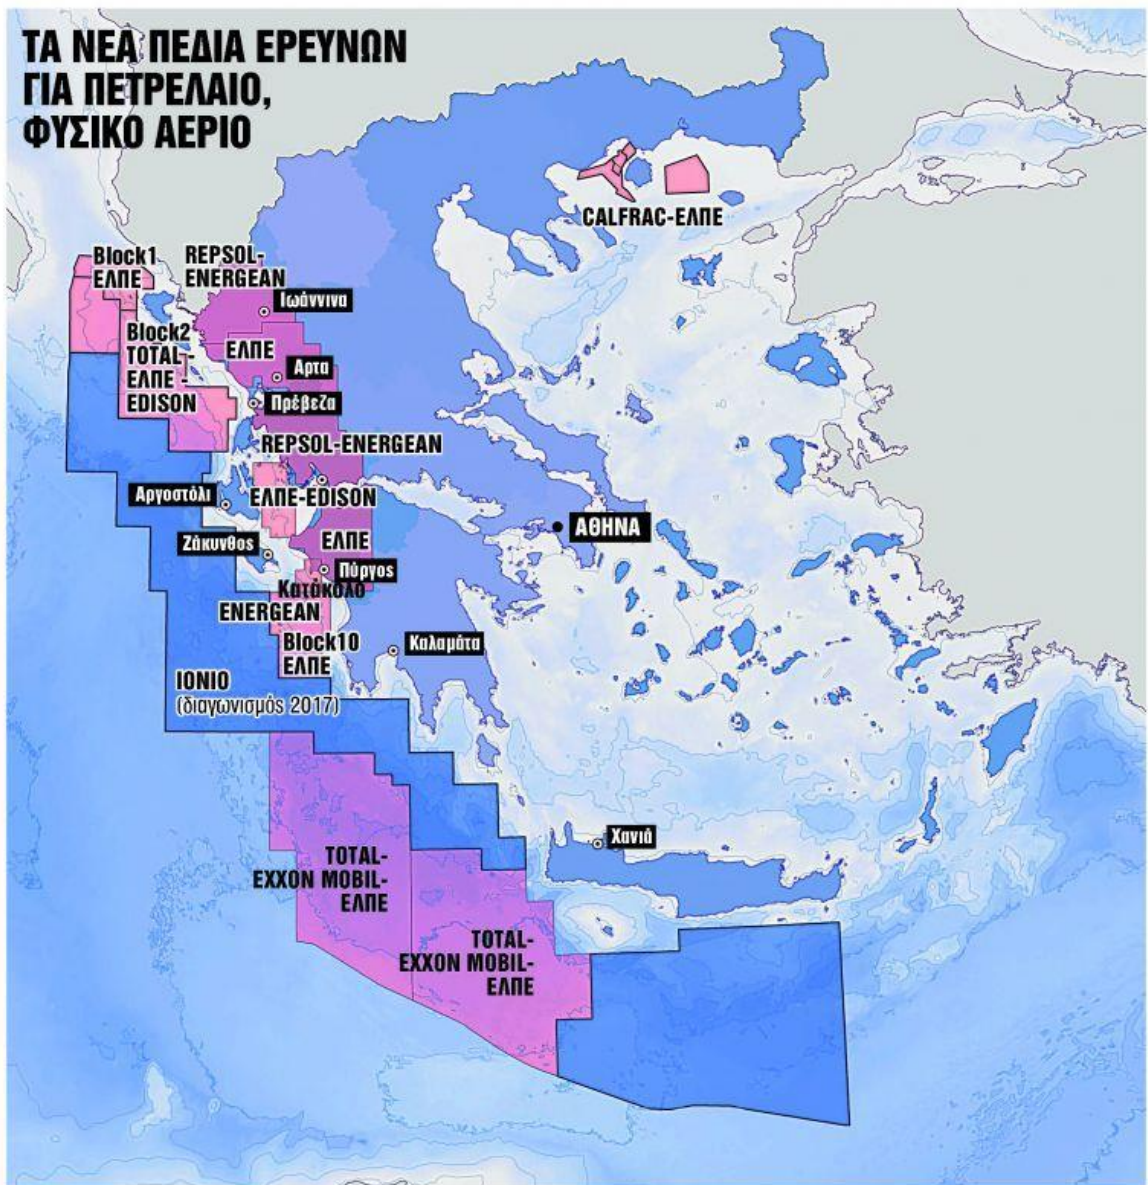 ΤΑ ΝΕΑ ΠΕΔΙΑ ΕΡΕΥΝΩΝ
ΓΙΑ ΠΕΤΡΕΛΑΙΟ,
ΦΥΣΙΚΟ ΑΕΡΙΟ
CALFRAC-ΕΛΠΕ
Block1
ΕΛΠΕ
REPSOL-
ENERGEAN
Ιωάννινα
Block2
TOTAL-
ΕΛΠΕ-
EDISON
ΕΛΠΕ
Αρτα
Πρέβεζα
REPSOL-ENERGEAN
Αργοστόλι
ΕΛΠΕ-EDISON
ΑΘΗΝΑ
Ζάκυνθος
ΕΛΠΕ
Πύργος
Κατάκολο
ENERGEAN
Block10
ΕΛΠΕ
Καλαμάτα
ΙΟΝΙΟ
(διαγωνισμός 2017)
Χανιά
TOTAL-
EXXON MOBIL-
ΕΛΠΕ
TOTAL-
EXXON MOBIL-
ΕΛΠΕ